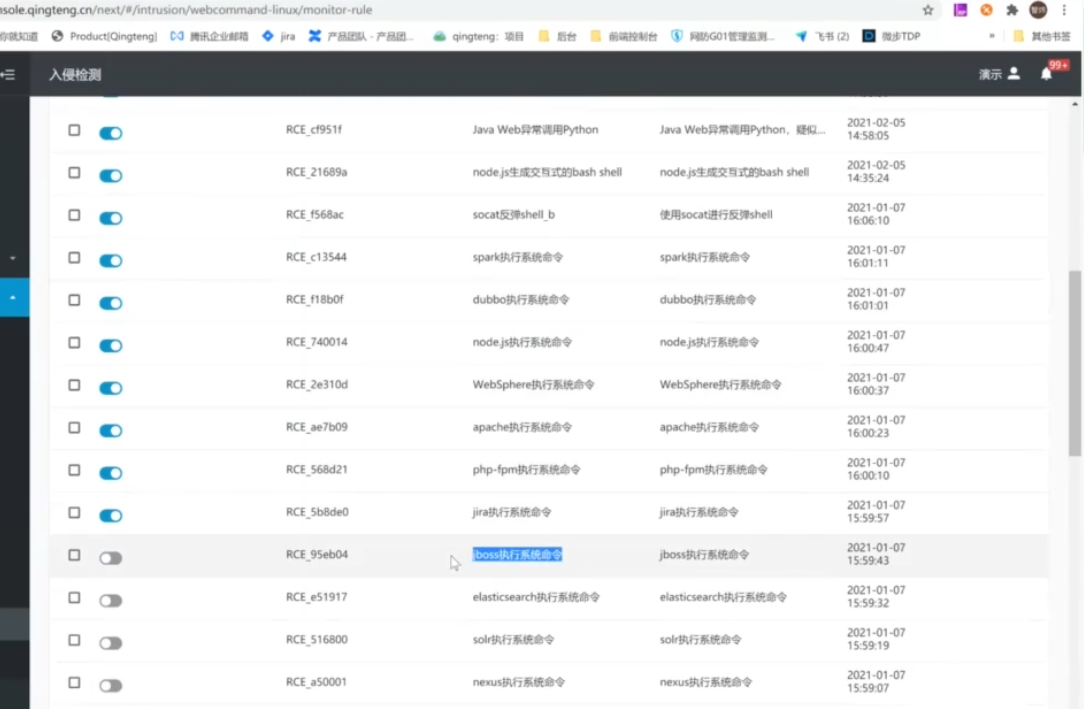 nsole.qingteng.cn/next/#/intrusion/webcommand-linux/monitor-rule
你就知道 Product[Qingteng] 腾讯企业邮箱 jira 产品团队 - 产品团... qingteng: 项目 后台 前端控制台 网防G01管理监测... 飞书 (2) 微步TDP » 其他书签
入侵检测 演示 99+
RCE_cf951f Java Web异常调用Python Java Web异常调用Python，疑似... 2021-02-05
14:58:05
RCE_21689a node.js生成交互式的bash shell node.js生成交互式的bash shell 2021-02-05
14:35:24
RCE_f568ac socat反弹shell_b 使用socat进行反弹shell 2021-01-07
16:06:10
RCE_c13544 spark执行系统命令 spark执行系统命令 2021-01-07
16:01:11
RCE_f18b0f dubbo执行系统命令 dubbo执行系统命令 2021-01-07
16:01:01
RCE_740014 node.js执行系统命令 node.js执行系统命令 2021-01-07
16:00:47
RCE_2e310d WebSphere执行系统命令 WebSphere执行系统命令 2021-01-07
16:00:37
RCE_ae7b09 apache执行系统命令 apache执行系统命令 2021-01-07
16:00:23
RCE_568d21 php-fpm执行系统命令 php-fpm执行系统命令 2021-01-07
16:00:10
RCE_5b8de0 jira执行系统命令 jira执行系统命令 2021-01-07
15:59:57
RCE_95eb04 jboss执行系统命令 jboss执行系统命令 2021-01-07
15:59:43
RCE_e51917 elasticsearch执行系统命令 elasticsearch执行系统命令 2021-01-07
15:59:32
RCE_516800 solr执行系统命令 solr执行系统命令 2021-01-07
15:59:19
RCE_a50001 nexus执行系统命令 nexus执行系统命令 2021-01-07
15:59:07